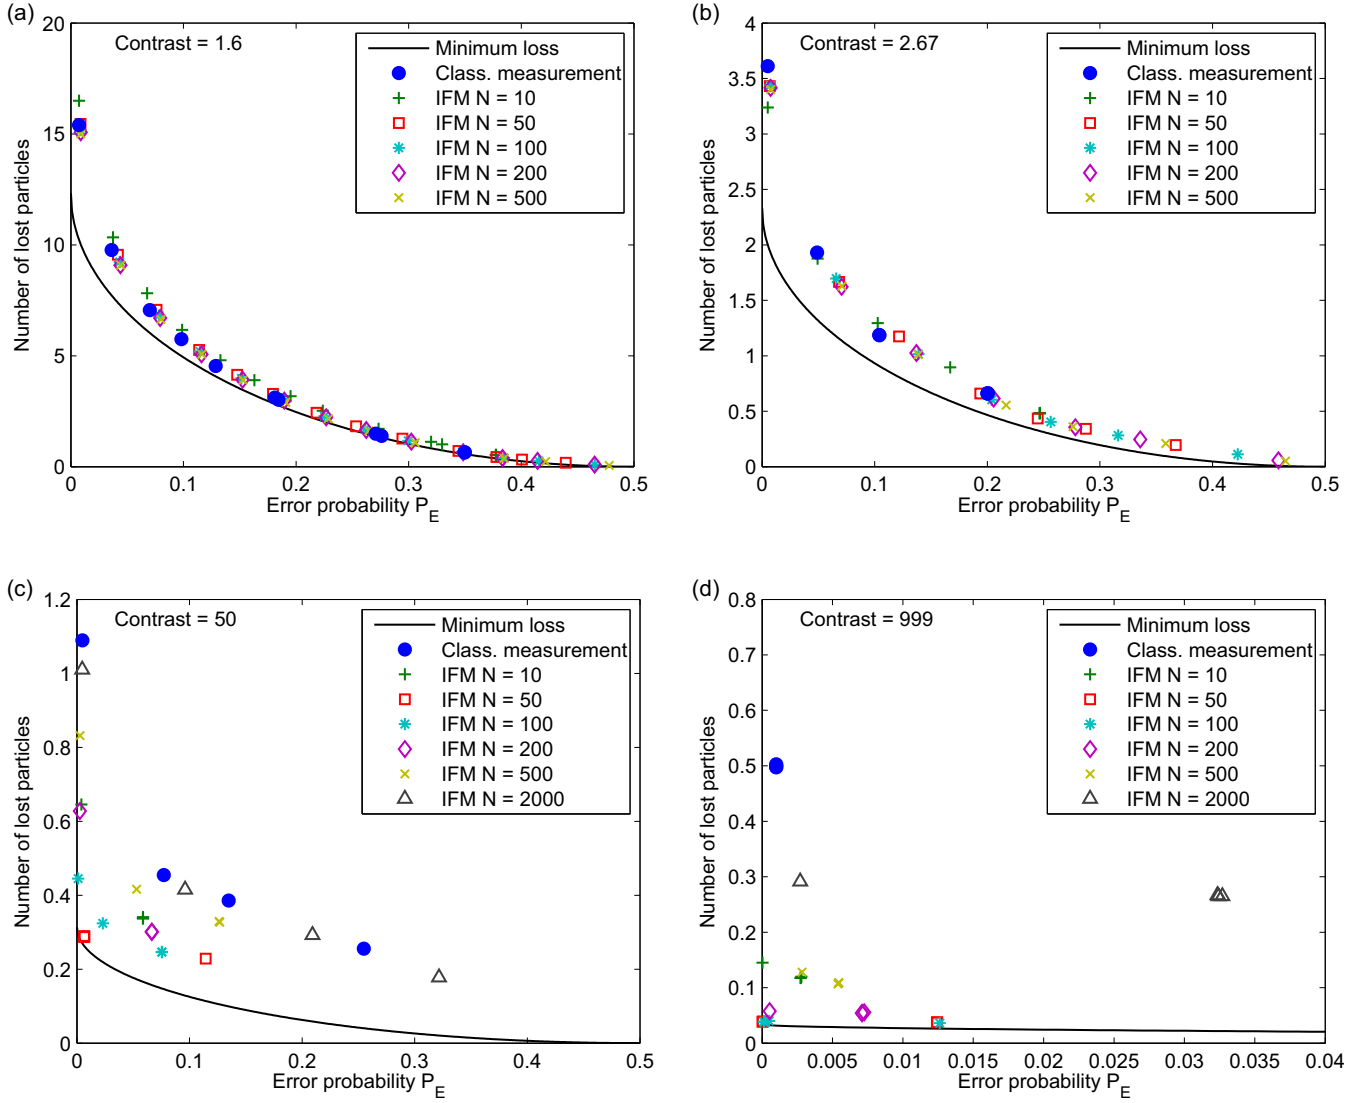 (a)
Contrast = 1.6
Minimum loss
Class. measurement
IFM N = 10
IFM N = 50
IFM N = 100
IFM N = 200
IFM N = 500
20
15
10
5
0
0
0.1
0.2
0.3
0.4
0.5
Number of lost particles
Error probability P_E
(b)
Contrast = 2.67
Minimum loss
Class. measurement
IFM N = 10
IFM N = 50
IFM N = 100
IFM N = 200
IFM N = 500
4
3.5
3
2.5
2
1.5
1
0.5
0
0
0.1
0.2
0.3
0.4
0.5
Number of lost particles
Error probability P_E
(c)
Contrast = 50
Minimum loss
Class. measurement
IFM N = 10
IFM N = 50
IFM N = 100
IFM N = 200
IFM N = 500
IFM N = 2000
1.2
1
0.8
0.6
0.4
0.2
0
0
0.1
0.2
0.3
0.4
0.5
Number of lost particles
Error probability P_E
(d)
Contrast = 999
Minimum loss
Class. measurement
IFM N = 10
IFM N = 50
IFM N = 100
IFM N = 200
IFM N = 500
IFM N = 2000
0.8
0.7
0.6
0.5
0.4
0.3
0.2
0.1
0
0
0.005
0.01
0.015
0.02
0.025
0.03
0.035
0.04
Number of lost particles
Error probability P_E